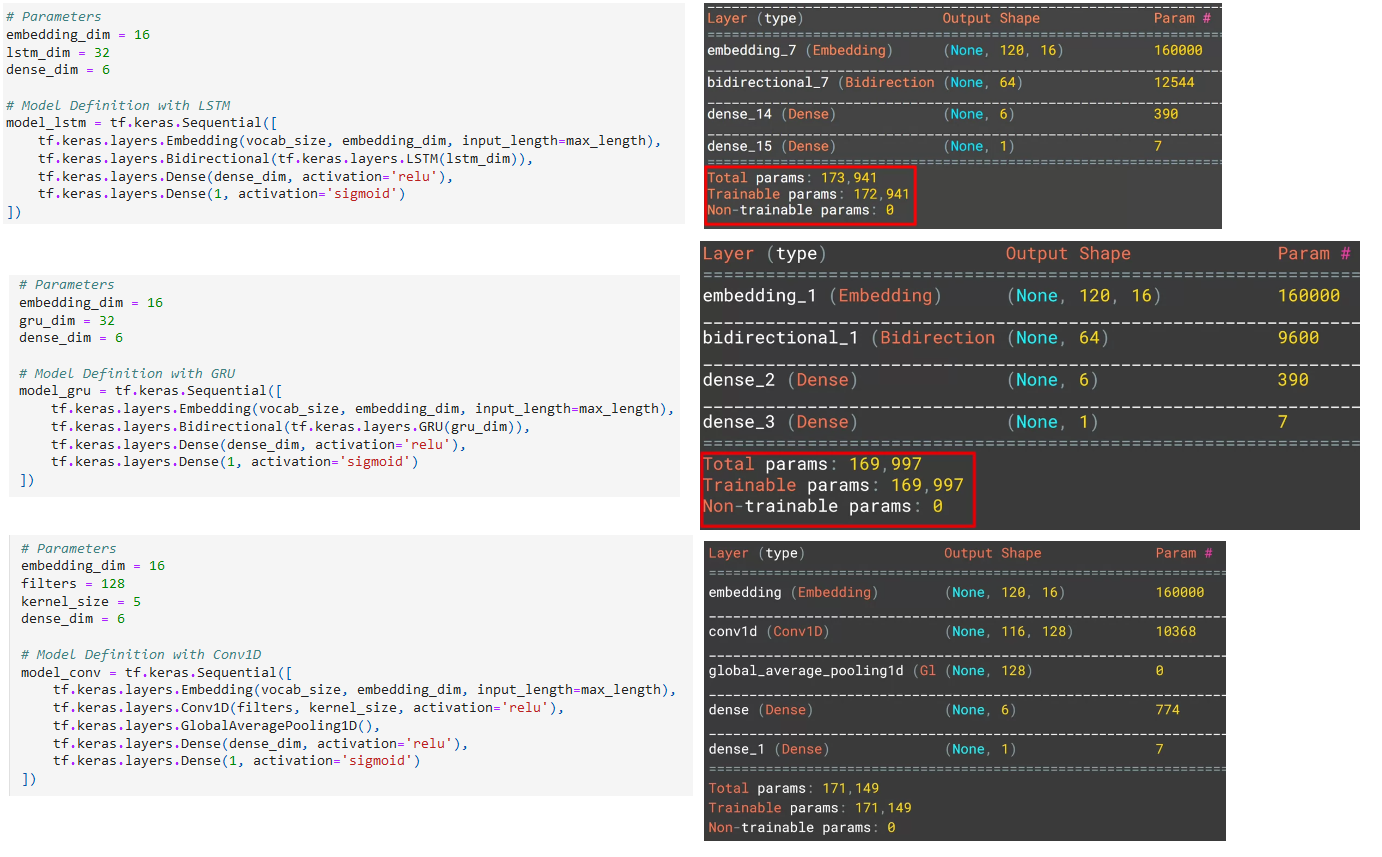 # Parameters
embedding_dim = 16
lstm_dim = 32
dense_dim = 6
# Model Definition with LSTM
model_lstm = tf.keras.Sequential([
    tf.keras.layers.Embedding(vocab_size, embedding_dim, input_length=max_length),
    tf.keras.layers.Bidirectional(tf.keras.layers.LSTM(lstm_dim)),
    tf.keras.layers.Dense(dense_dim, activation='relu'),
    tf.keras.layers.Dense(1, activation='sigmoid')
])
Layer (type) Output Shape Param #
embedding_7 (Embedding) (None, 120, 16) 160000
bidirectional_7 (Bidirection (None, 64) 12544
dense_14 (Dense) (None, 6) 390
dense_15 (Dense) (None, 1) 7
Total params: 173,941
Trainable params: 172,941
Non-trainable params: 0
# Parameters
embedding_dim = 16
gru_dim = 32
dense_dim = 6
# Model Definition with GRU
model_gru = tf.keras.Sequential([
    tf.keras.layers.Embedding(vocab_size, embedding_dim, input_length=max_length),
    tf.keras.layers.Bidirectional(tf.keras.layers.GRU(gru_dim)),
    tf.keras.layers.Dense(dense_dim, activation='relu'),
    tf.keras.layers.Dense(1, activation='sigmoid')
])
Layer (type) Output Shape Param #
embedding_1 (Embedding) (None, 120, 16) 160000
bidirectional_1 (Bidirection (None, 64) 9600
dense_2 (Dense) (None, 6) 390
dense_3 (Dense) (None, 1) 7
Total params: 169,997
Trainable params: 169,997
Non-trainable params: 0
# Parameters
embedding_dim = 16
filters = 128
kernel_size = 5
dense_dim = 6
# Model Definition with Conv1D
model_conv = tf.keras.Sequential([
    tf.keras.layers.Embedding(vocab_size, embedding_dim, input_length=max_length),
    tf.keras.layers.Conv1D(filters, kernel_size, activation='relu'),
    tf.keras.layers.GlobalAveragePooling1D(),
    tf.keras.layers.Dense(dense_dim, activation='relu'),
    tf.keras.layers.Dense(1, activation='sigmoid')
])
Layer (type) Output Shape Param #
embedding (Embedding) (None, 120, 16) 160000
conv1d (Conv1D) (None, 116, 128) 10368
global_average_pooling1d (Gl (None, 128) 0
dense (Dense) (None, 6) 774
dense_1 (Dense) (None, 1) 7
Total params: 171,149
Trainable params: 171,149
Non-trainable params: 0